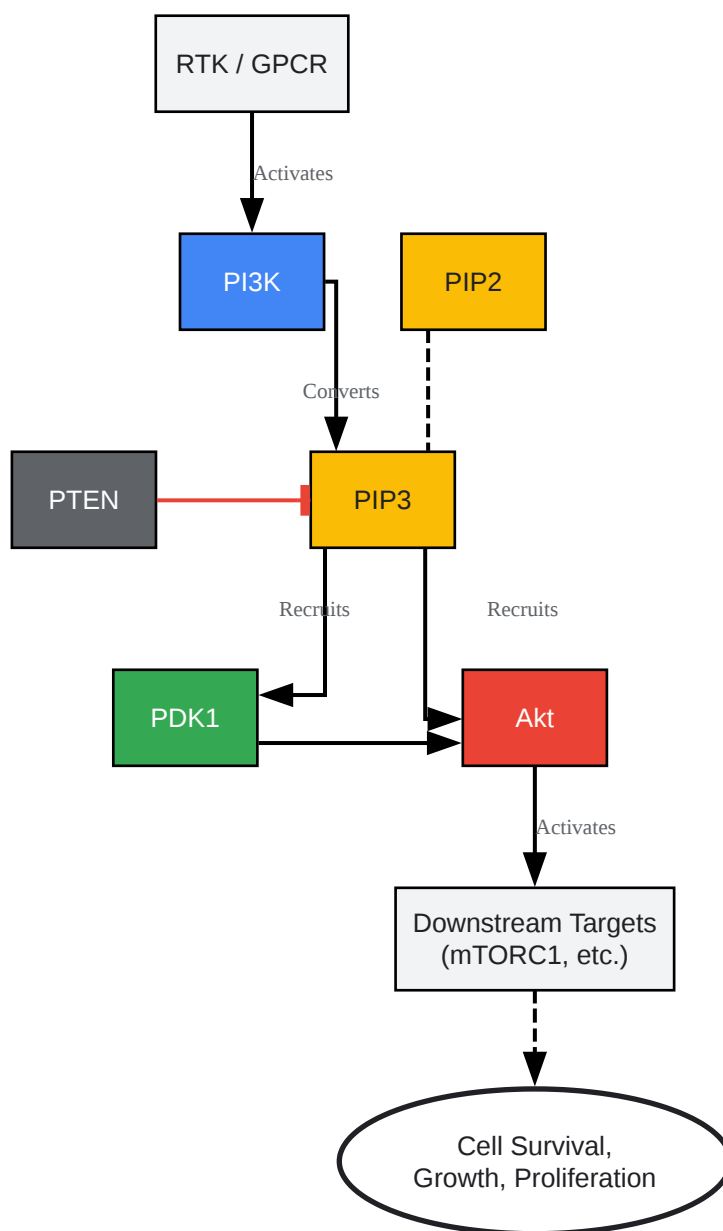 RTK / GPCR
Activates
PI3K
PIP2
Converts
PTEN
PIP3
Recruits
Recruits
PDK1
Akt
Activates
Downstream Targets
(mTORC1, etc.)
Cell Survival,
Growth, Proliferation